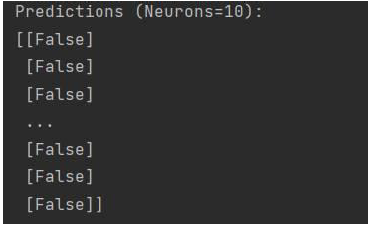 Predictions (Neurons=10):
[[False]
[False]
[False]
...
[False]
[False]
[False]]